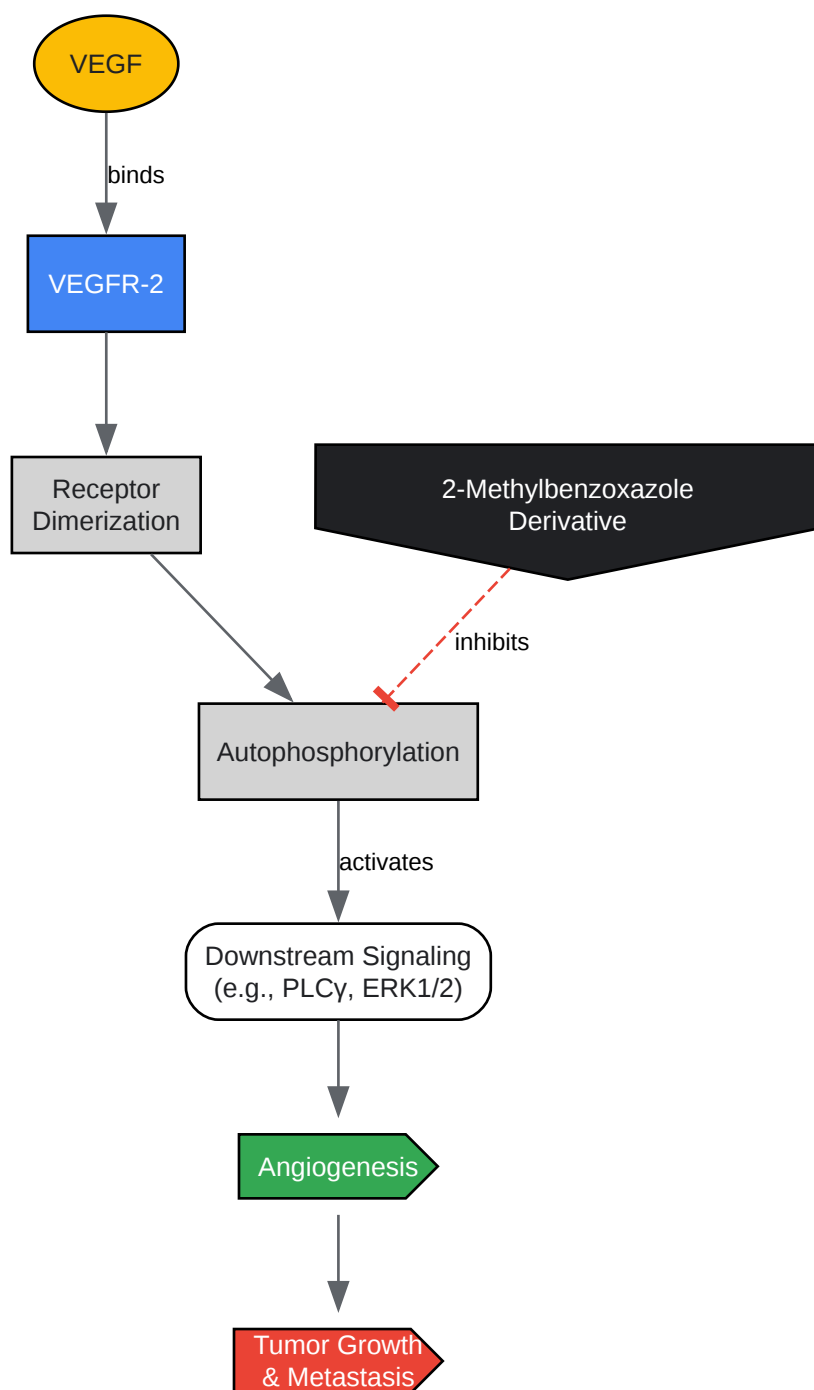 VEGF
binds
VEGFR-2
Receptor
Dimerization
2-Methylbenzoxazole
Derivative
inhibits
Autophosphorylation
activates
Downstream Signaling
(e.g., PLCγ, ERK1/2)
Angiogenesis
Tumor Growth
& Metastasis